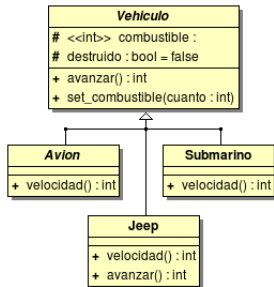 Vehiculo
# <<int>> combustible :
# destruido : bool = false
+ avanzar() : int
+ set_combustible(cuanto : int)
Avion
+ velocidad() : int
Submarino
+ velocidad() : int
Jeep
+ velocidad() : int
+ avanzar() : int